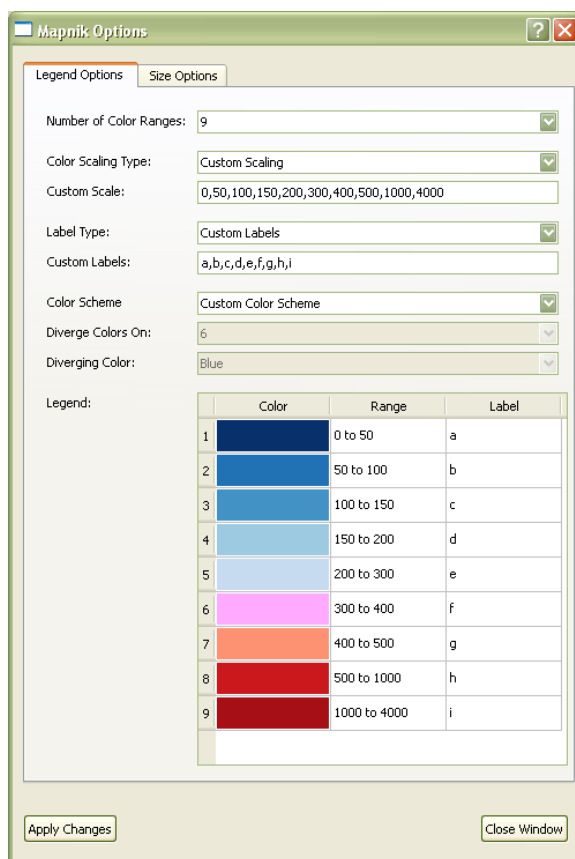 Mapnik Options
Legend Options Size Options
Number of Color Ranges: 9
Color Scaling Type: Custom Scaling
Custom Scale: 0,50,100,150,200,300,400,500,1000,4000
Label Type: Custom Labels
Custom Labels: a,b,c,d,e,f,g,h,i
Color Scheme Custom Color Scheme
Diverge Colors On: 6
Diverging Color: Blue
Legend: Color Range Label
1 0 to 50 a
2 50 to 100 b
3 100 to 150 c
4 150 to 200 d
5 200 to 300 e
6 300 to 400 f
7 400 to 500 g
8 500 to 1000 h
9 1000 to 4000 i
Apply Changes Close Window